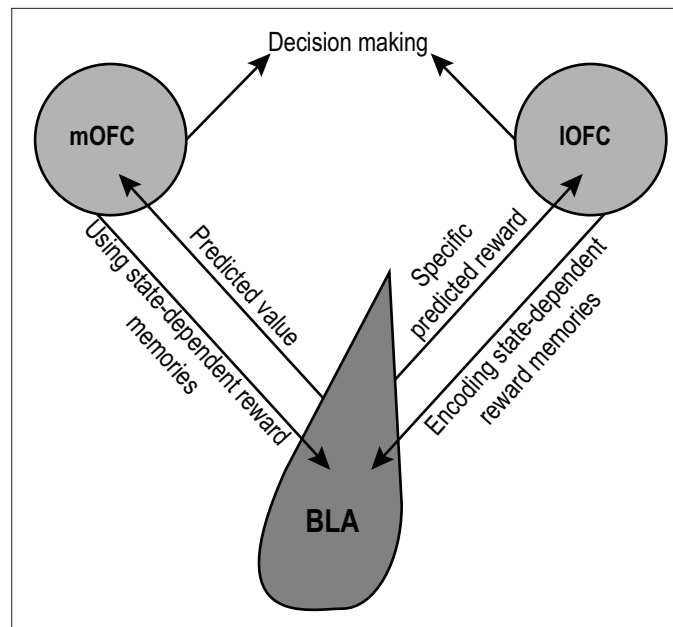 Decision making
mOFC
lOFC
Using state-dependent reward
memories
Predicted value
Specific
predicted reward
Encoding state-dependent
reward memories
BLA